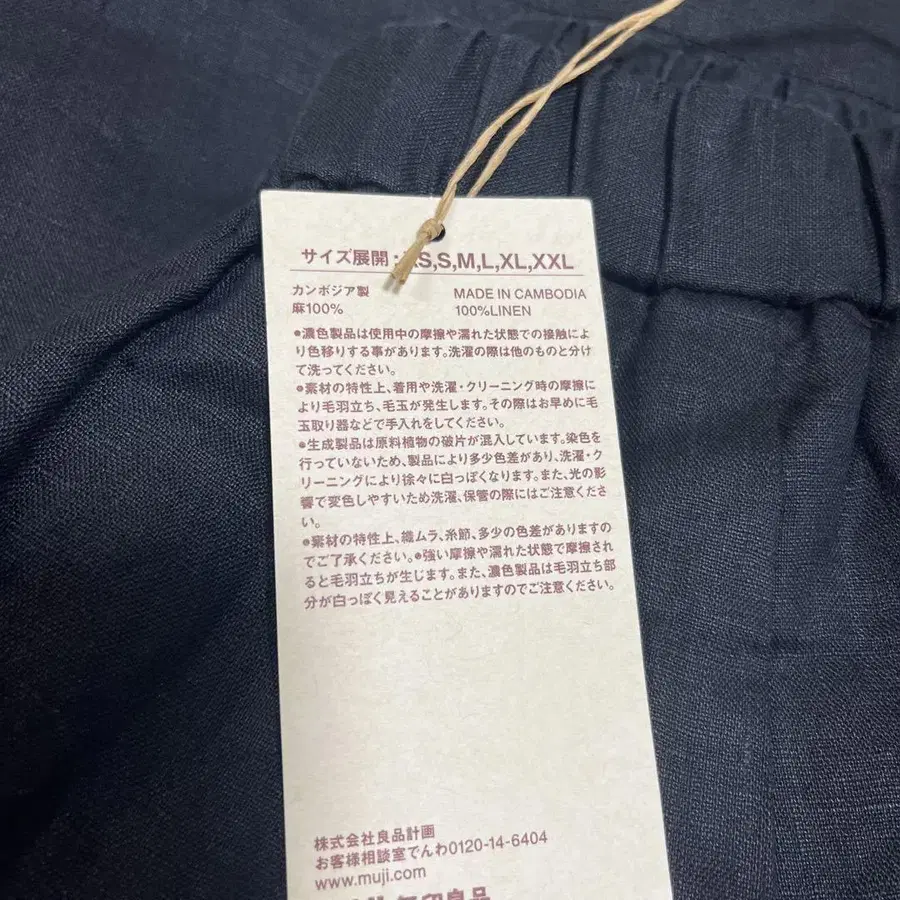 サイズ展開:XS,S,M,L,XL,XXL
カンボジア製 MADE IN CAMBODIA
麻100% 100%LINEN
●濃色製品は使用中の摩擦や濡れた状態での接触によ
り色移りする事があります。洗濯の際は他のものと分け
て洗ってください。
●素材の特性上、着用や洗濯・クリーニング時の摩擦に
より毛羽立ち、毛玉が発生します。その際はお早めに毛
玉取り器などで手入れをしてください。
●生成製品は原料植物の破片が混入しています。染色を
行っていないため、製品により多少色差があり、洗濯・ク
リーニングにより徐々に白っぽくなります。また、光の影
響で変色しやすいため洗濯、保管の際にはご注意くださ
い。
●素材の特性上、織ムラ、糸節、多少の色差がありますの
でご了承ください。●強い摩擦や濡れた状態で摩擦され
ると毛羽立ちが生じます。また、濃色製品は毛羽立ち部
分が白っぽく見えることがありますのでご注意ください。
株式会社良品計画
お客様相談室でんわ0120-14-6404
www.muji.com
無印良品